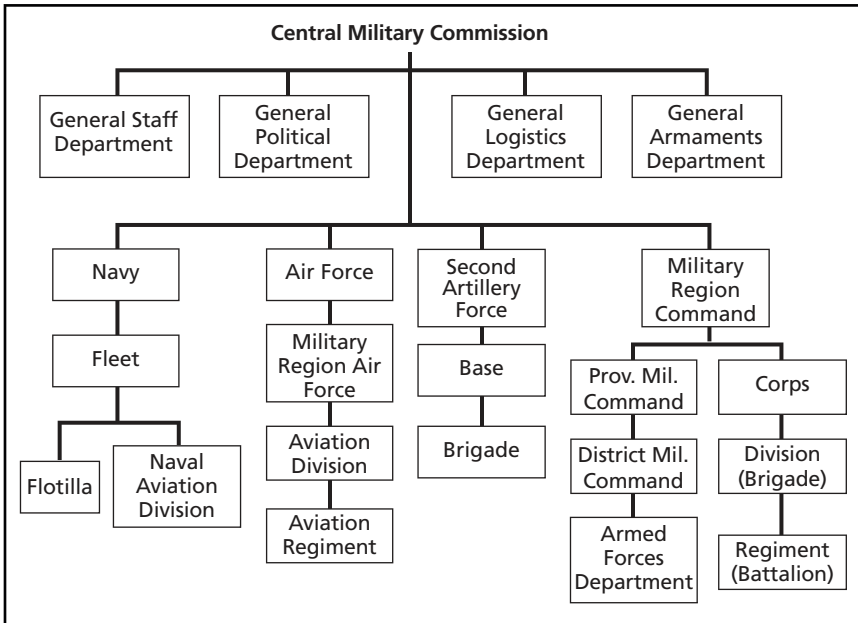 Central Military Commission
General Staff
Department
General
Political
Department
General
Logistics
Department
General
Armaments
Department
Navy
Air Force
Second
Artillery
Force
Military
Region
Command
Fleet
Military
Region Air
Force
Base
Prov. Mil.
Command
Corps
Flotilla
Naval
Aviation
Division
Aviation
Division
Brigade
District Mil.
Command
Division
(Brigade)
Aviation
Regiment
Armed
Forces
Department
Regiment
(Battalion)